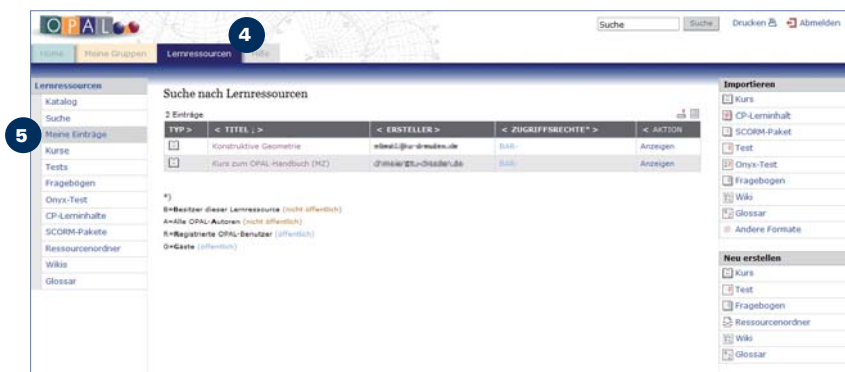 OPAL
Suche
Suche
Drucken
Abmelden
4
Home
Meine Gruppen
Lernressourcen
Hilfe
Lernressourcen
Katalog
Suche
5
Meine Einträge
Kurse
Tests
Fragebögen
Onyx-Test
CP-Lerninhalte
SCORM-Pakete
Ressourcenordner
Wikis
Glossar
Suche nach Lernressourcen
2 Einträge
TYP > < TITEL ; > < ERSTELLER > < ZUGRIFFSRECHTE* > < AKTION
Konstruktive Geometrie BAR- Anzeigen
Kurs zum OPAL-Handbuch (MZ) BAR- Anzeigen
*)
B=Besitzer dieser Lernressource (nicht öffentlich)
A=Alle OPAL-Autoren (nicht öffentlich)
R=Registrierte OPAL-Benutzer (öffentlich)
G=Gäste (öffentlich)
Importieren
Kurs
CP-Lerninhalt
SCORM-Paket
Test
Onyx-Test
Fragebogen
Wiki
Glossar
Andere Formate
Neu erstellen
Kurs
Test
Fragebogen
Ressourcenordner
Wiki
Glossar